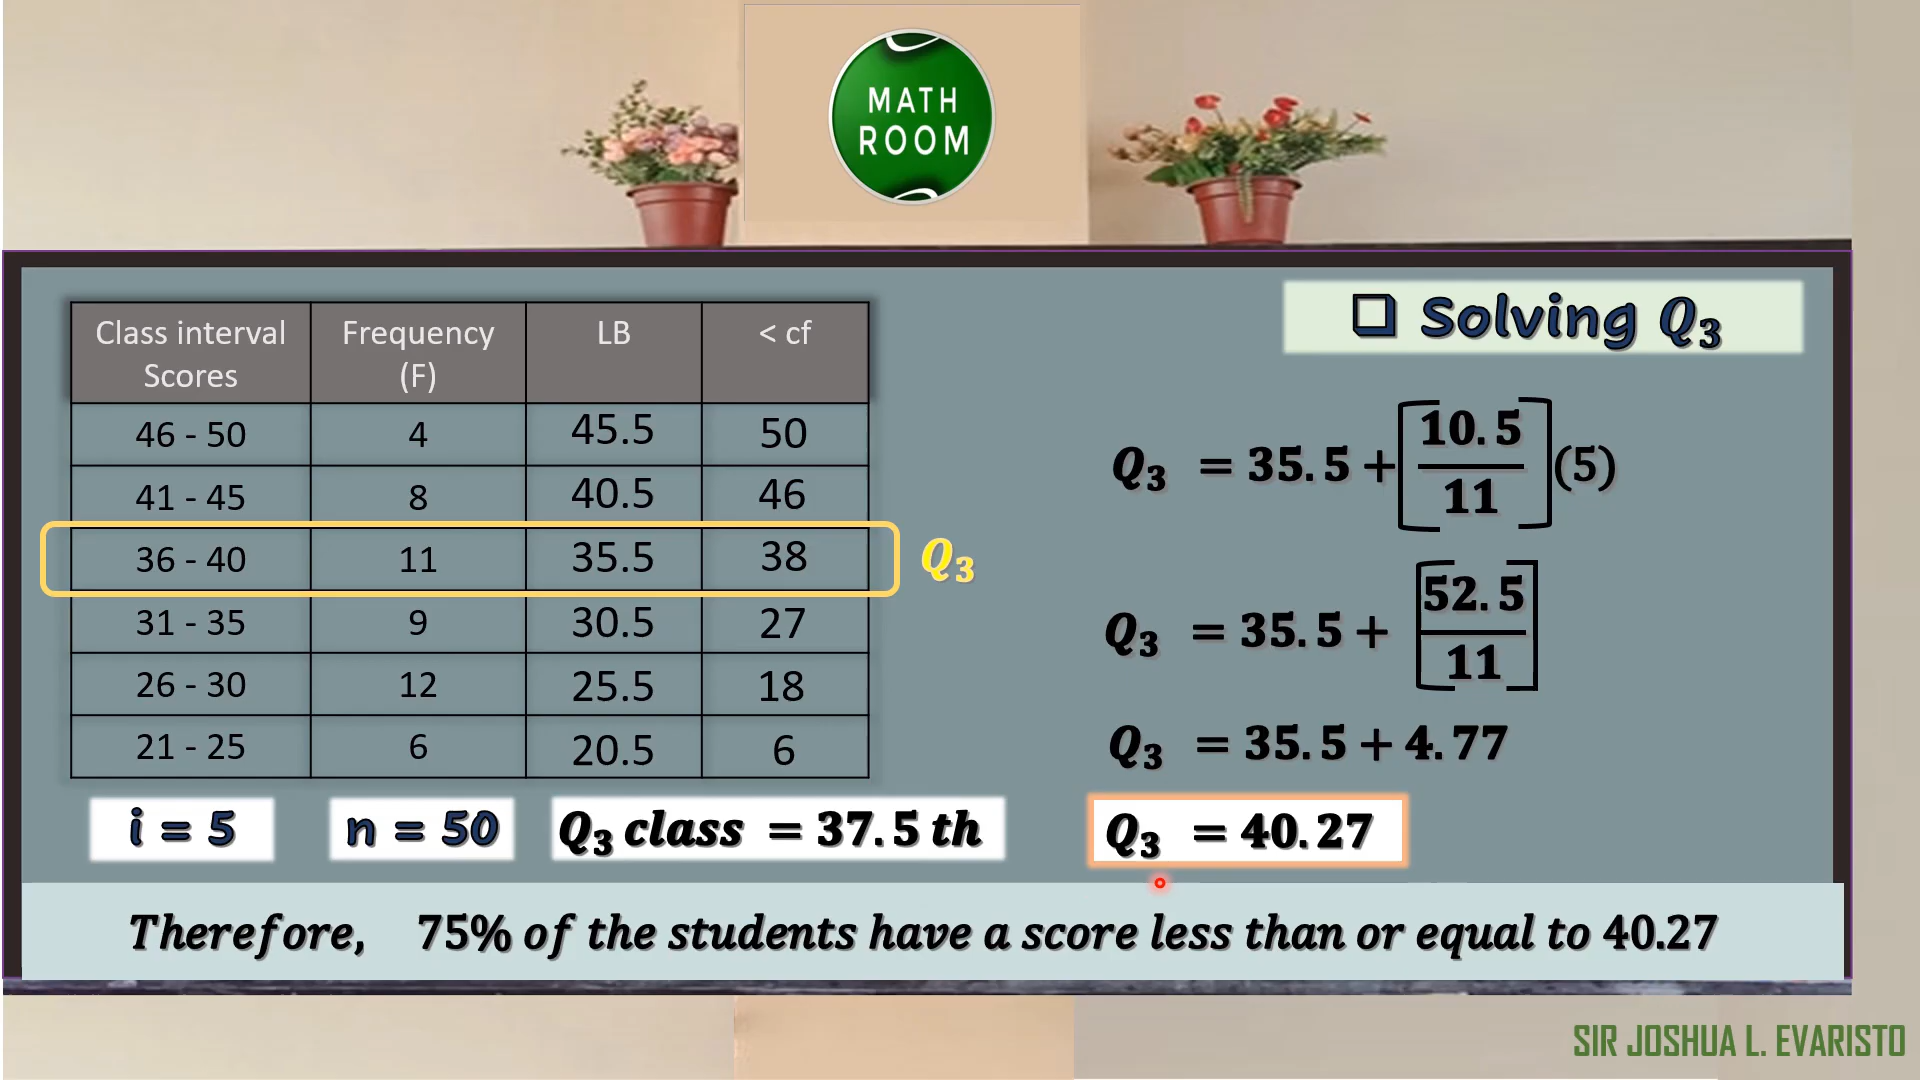 MATH
ROOM
Class interval Scores | Frequency (F) | LB | < cf
46 - 50 | 4 | 45.5 | 50
41 - 45 | 8 | 40.5 | 46
36 - 40 | 11 | 35.5 | 38
31 - 35 | 9 | 30.5 | 27
26 - 30 | 12 | 25.5 | 18
21 - 25 | 6 | 20.5 | 6
Q₃
i = 5
n = 50
Q₃ class = 37.5 th
❑ Solving Q₃
Q₃ = 35.5 + [10.5/11] (5)
Q₃ = 35.5 + [52.5/11]
Q₃ = 35.5 + 4.77
Q₃ = 40.27
Therefore, 75% of the students have a score less than or equal to 40.27
SIR JOSHUA L. EVARISTO